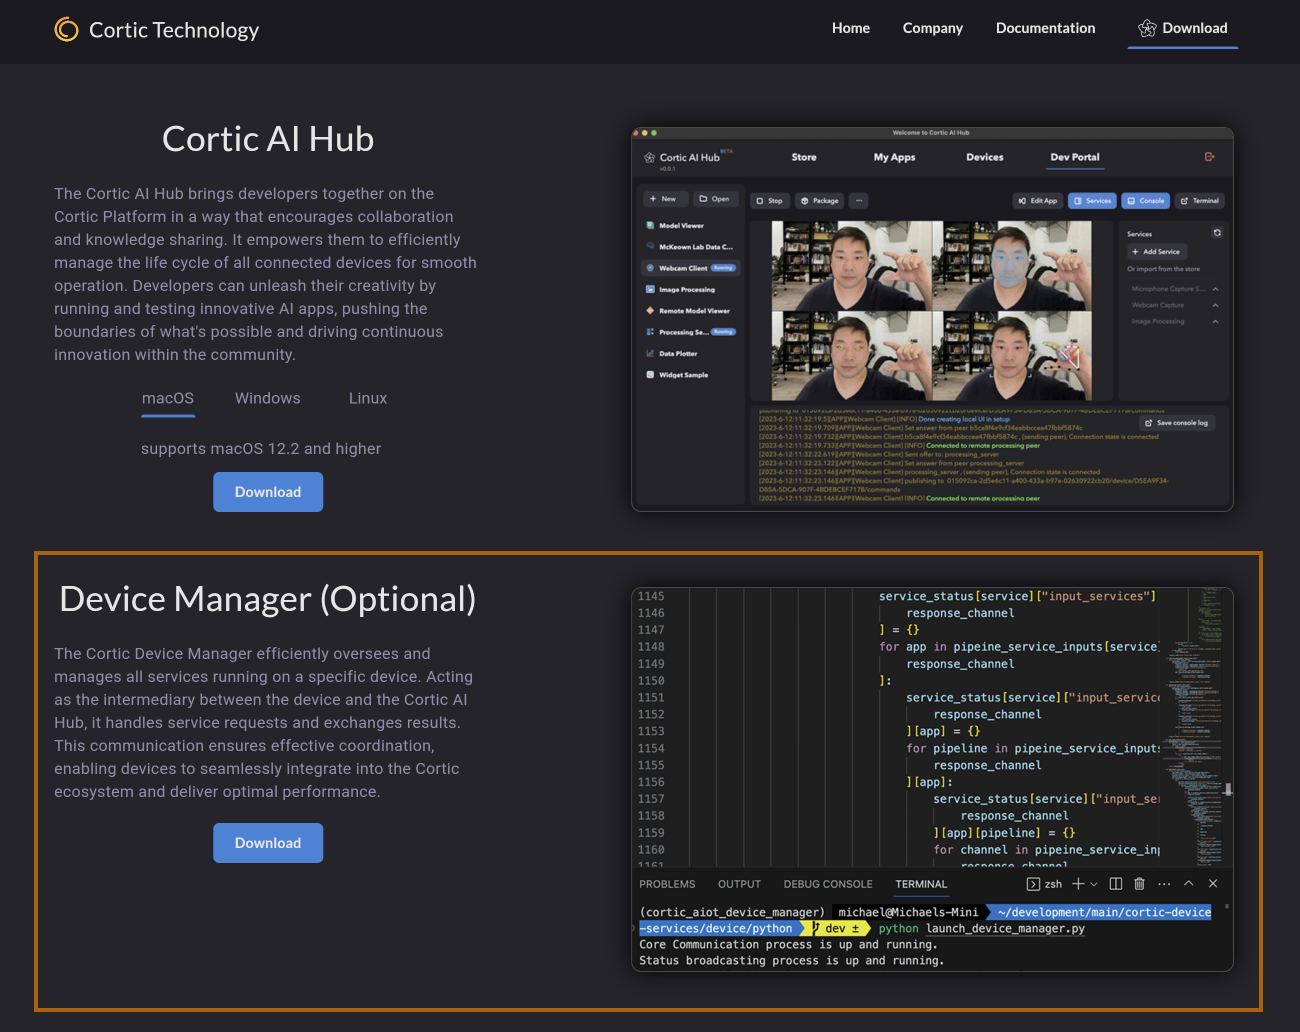 Cortic Technology
Home Company Documentation Download
Cortic AI Hub
The Cortic AI Hub brings developers together on the
Cortic Platform in a way that encourages collaboration
and knowledge sharing. It empowers them to efficiently
manage the life cycle of all connected devices for smooth
operation. Developers can unleash their creativity by
running and testing innovative AI apps, pushing the
boundaries of what's possible and driving continuous
innovation within the community.
macOS Windows Linux
supports macOS 12.2 and higher
Download
Welcome to Cortic AI Hub
Cortic AI Hub BETA
v0.0.1
Store My Apps Devices Dev Portal
New Open Stop Package ... Edit App Services Console Terminal
Model Viewer
McKeown Lab Data C...
Webcam Client Running
Image Processing
Remote Model Viewer
Processing Se... Running
Data Plotter
Widget Sample
Services
+ Add Service
Or import from the store
Microphone Capture S...
Webcam Capture
Image Processing
Save console log
[2023-6-12:11:32:19.5][APP][Webcam Client] [INFO] Done creating local UI in setup
[2023-6-12:11:32:19.709][APP][Webcam Client] Set answer from peer b5ca8f4e9cf34eabbccea47fbbf5874c
[2023-6-12:11:32:19.732][APP][Webcam Client] b5ca8f4e9cf34eabbccea47fbbf5874c , (sending peer), Connection state is connected
[2023-6-12:11:32:19.733][APP][Webcam Client] [INFO] Connected to remote processing peer
[2023-6-12:11:32:22.619][APP][Webcam Client] Sent offer to: processing_server
[2023-6-12:11:32:23.122][APP][Webcam Client] Set answer from peer processing_server
[2023-6-12:11:32:23.146][APP][Webcam Client] processing_server , (sending peer), Connection state is connected
[2023-6-12:11:32:23.146][APP][Webcam Client] publishing to 015092ca-2d5e6c11-a400-433a-b97e-02630922cb20/device/D5EA9F34-
D85A-5DCA-907F-4BDEBCEF7178/commands
[2023-6-12:11:32:23.146][APP][Webcam Client] [INFO] Connected to remote processing peer
Device Manager (Optional)
The Cortic Device Manager efficiently oversees and
manages all services running on a specific device. Acting
as the intermediary between the device and the Cortic AI
Hub, it handles service requests and exchanges results.
This communication ensures effective coordination,
enabling devices to seamlessly integrate into the Cortic
ecosystem and deliver optimal performance.
Download
1145 service_status[service]["input_services"]
1146 response_channel
1147 ] = {}
1148 for app in pipeine_service_inputs[service]
1149 response_channel
1150 ]:
1151 service_status[service]["input_service
1152 response_channel
1153 ][app] = {}
1154 for pipeline in pipeine_service_inputs
1155 response_channel
1156 ][app]:
1157 service_status[service]["input_ser
1158 response_channel
1159 ][app][pipeline] = {}
1160 for channel in pipeine_service_inp
1161 response_channel
PROBLEMS OUTPUT DEBUG CONSOLE TERMINAL zsh
(cortic_aiot_device_manager) michael@Michaels-Mini ~/development/main/cortic-device
-services/device/python dev ± python launch_device_manager.py
Core Communication process is up and running.
Status broadcasting process is up and running.